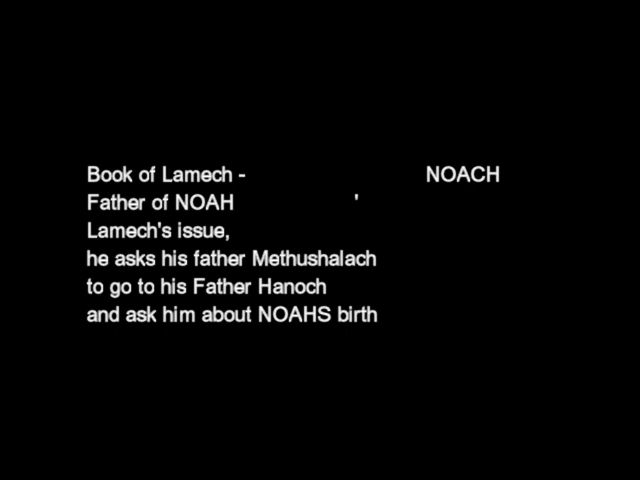 Book of Lamech - NOACH
Father of NOAH '
Lamech's issue,
he asks his father Methushalach
to go to his Father Hanoch
and ask him about NOAHS birth